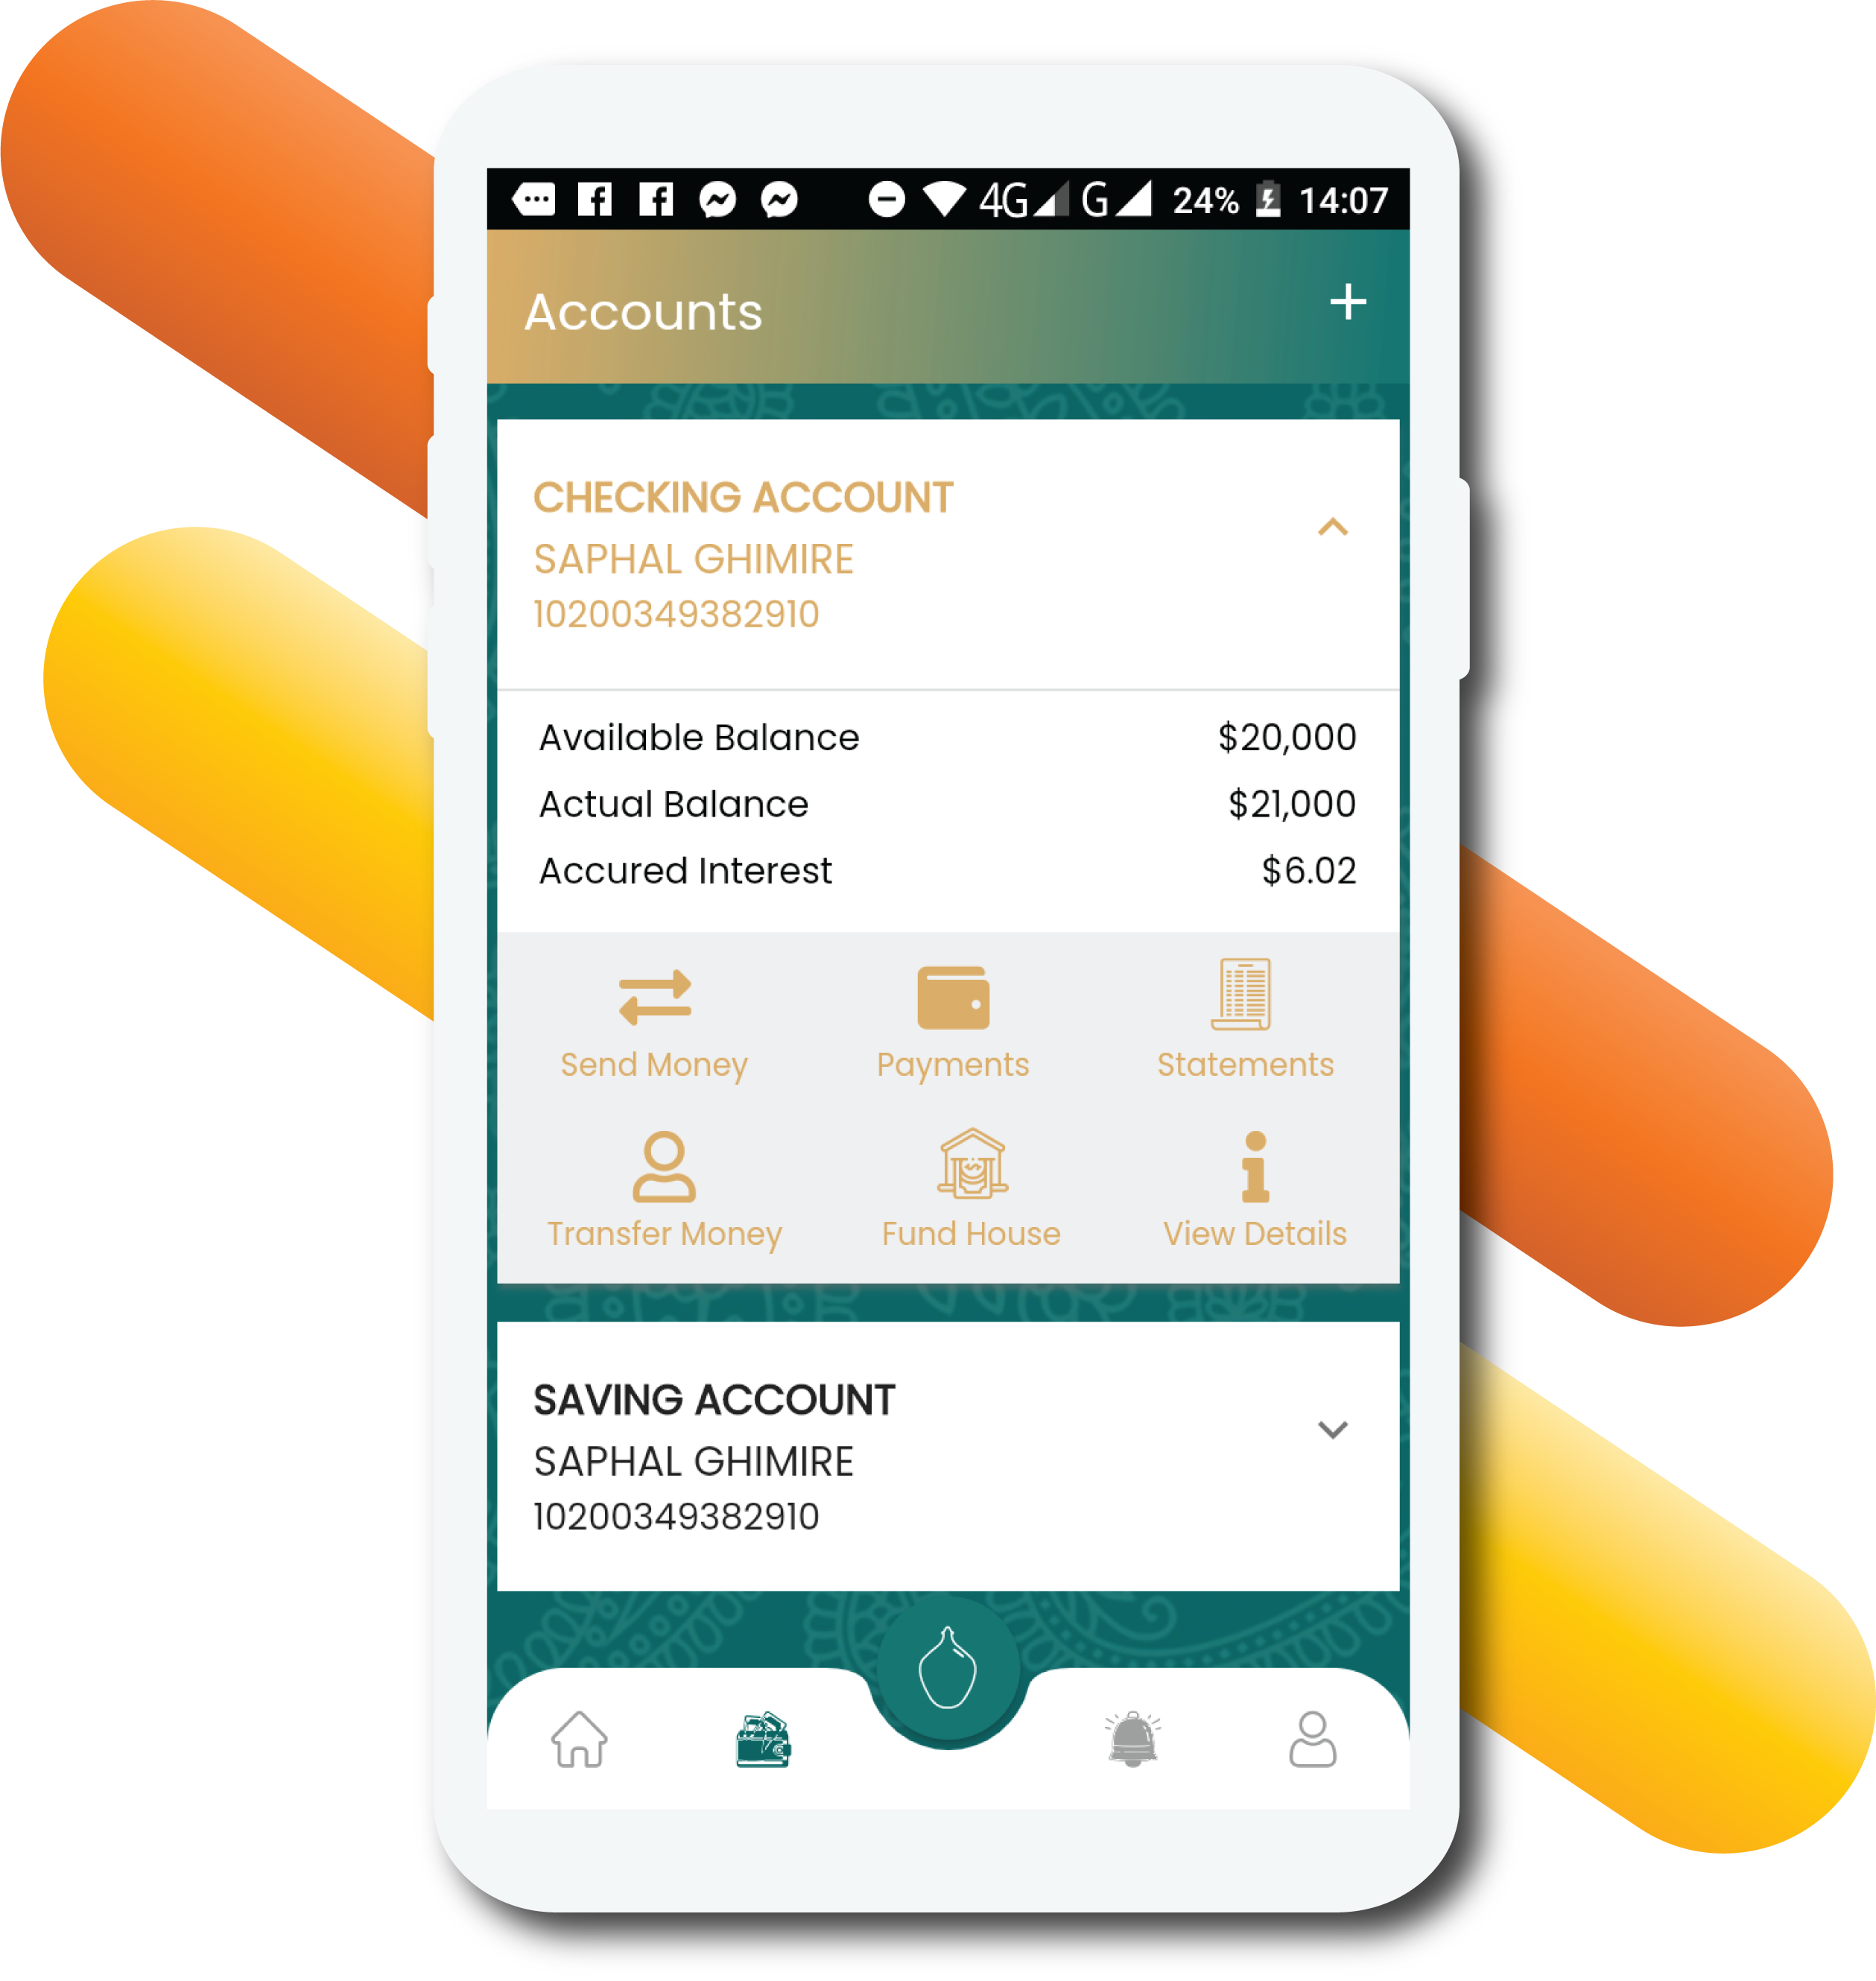 4G G 24% 14:07
Accounts
CHECKING ACCOUNT
SAPHAL GHIMIRE
10200349382910
Available Balance $20,000
Actual Balance $21,000
Accured Interest $6.02
Send Money Payments Statements
Transfer Money Fund House View Details
SAVING ACCOUNT
SAPHAL GHIMIRE
10200349382910